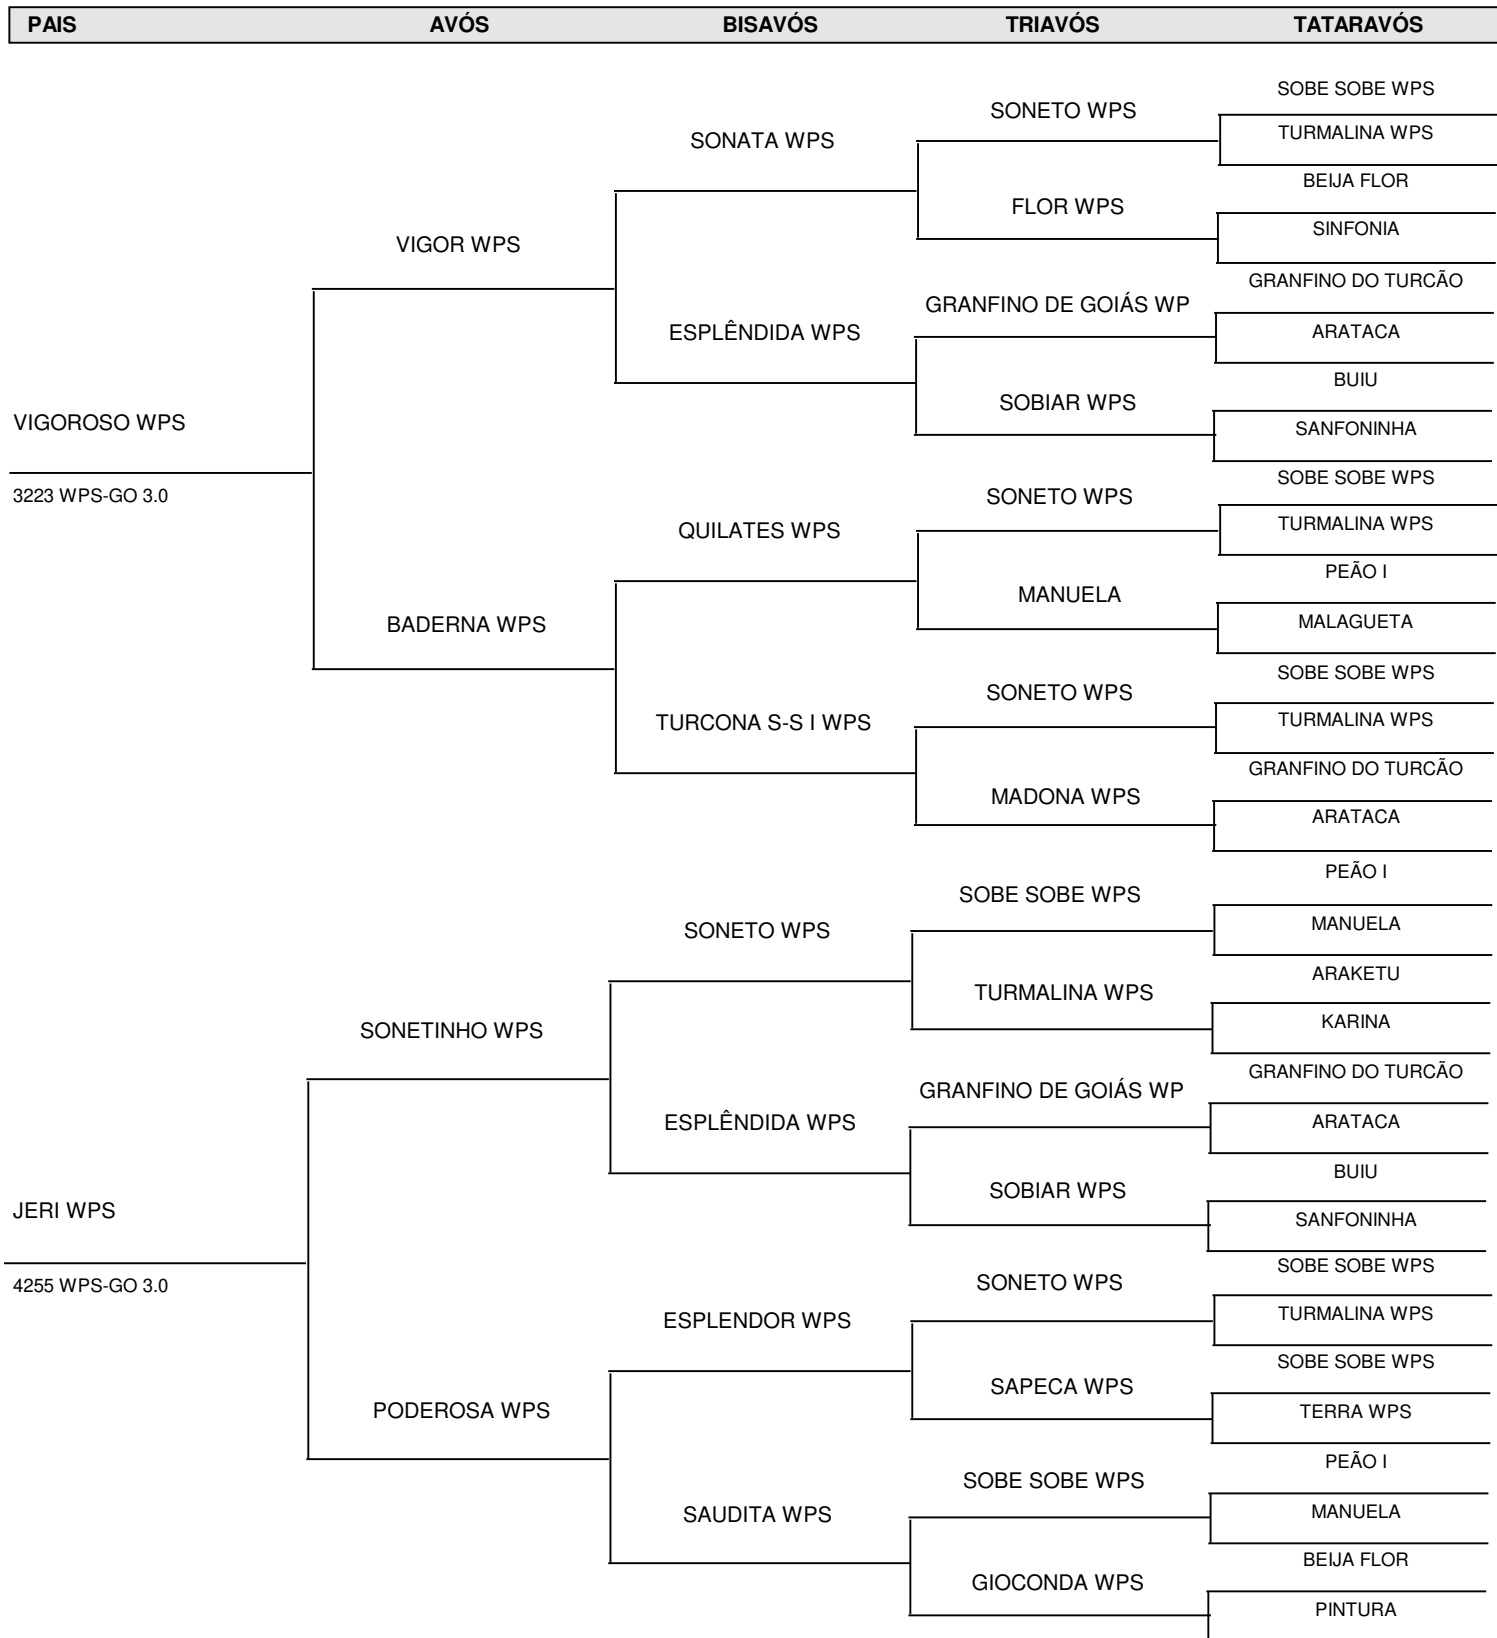 PAIS AVÓS BISAVÓS TRIAVÓS TATARAVÓS
SOBE SOBE WPS
SONETO WPS
TURMALINA WPS
SONATA WPS
BEIJA FLOR
FLOR WPS
SINFONIA
VIGOR WPS
GRANFINO DO TURCÃO
GRANFINO DE GOIÁS WP
ARATACA
ESPLÊNDIDA WPS
BUIU
SOBIAR WPS
SANFONINHA
VIGOROSO WPS
3223 WPS-GO 3.0
SOBE SOBE WPS
SONETO WPS
TURMALINA WPS
QUILATES WPS
PEÃO I
MANUELA
MALAGUETA
BADERNA WPS
SOBE SOBE WPS
SONETO WPS
TURMALINA WPS
TURCONA S-S I WPS
GRANFINO DO TURCÃO
MADONA WPS
ARATACA
PEÃO I
SOBE SOBE WPS
MANUELA
SONETO WPS
ARAKETU
TURMALINA WPS
KARINA
SONETINHO WPS
GRANFINO DO TURCÃO
GRANFINO DE GOIÁS WP
ARATACA
ESPLÊNDIDA WPS
BUIU
SOBIAR WPS
SANFONINHA
JERI WPS
4255 WPS-GO 3.0
SOBE SOBE WPS
SONETO WPS
TURMALINA WPS
ESPLENDOR WPS
SOBE SOBE WPS
SAPECA WPS
TERRA WPS
PODEROSA WPS
PEÃO I
SOBE SOBE WPS
MANUELA
SAUDITA WPS
BEIJA FLOR
GIOCONDA WPS
PINTURA